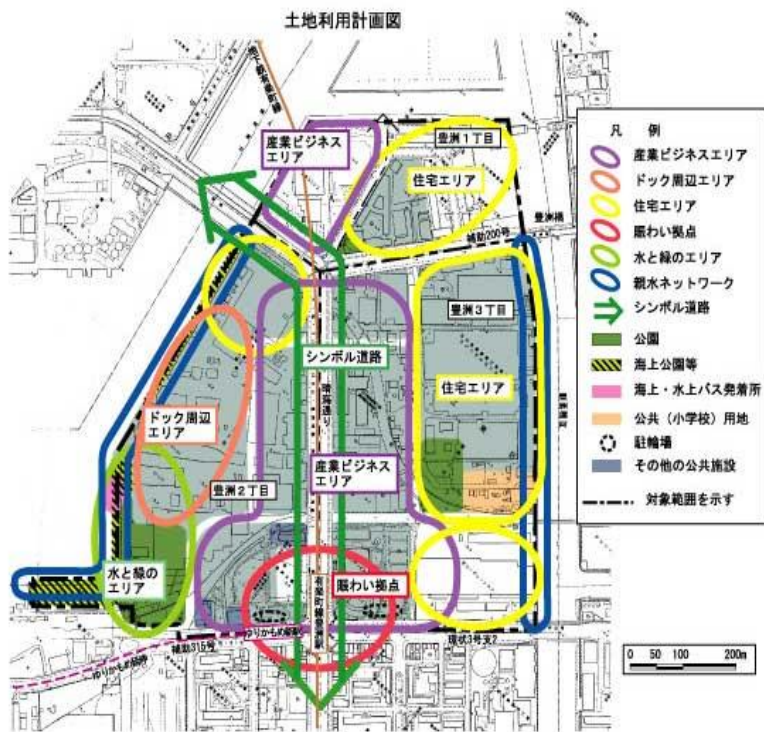 土地利用計画図
地下鉄有楽町線
産業ビジネス
エリア
豊洲1丁目
住宅エリア
豊洲橋
補助200号
豊洲3丁目
シンボル道路
晴海通り
住宅エリア
ドック周辺
エリア
産業ビジネス
エリア
豊洲2丁目
水と緑の
エリア
賑わい拠点
有楽町線豊洲駅
補助315号
環状3号支2
凡 例
産業ビジネスエリア
ドック周辺エリア
住宅エリア
賑わい拠点
水と緑のエリア
親水ネットワーク
シンボル道路
公園
海上公園等
海上・水上バス発着所
公共（小学校）用地
駐輪場
その他の公共施設
対象範囲を示す
0 50 100 200m